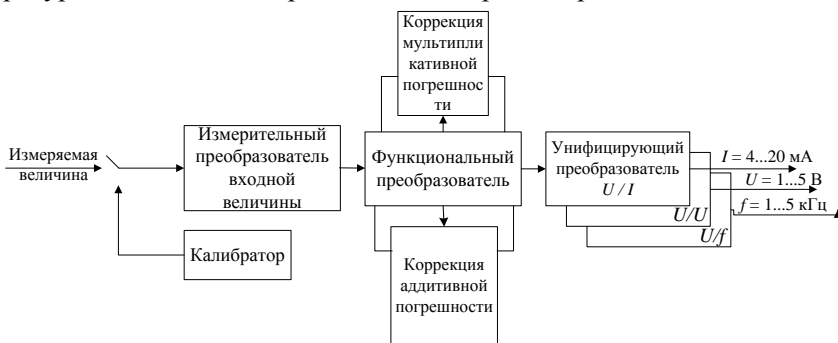 Коррекция
мультипли
кативной
погрешнос
ти
Измеряемая
величина
Измерительный
преобразователь
входной
величины
Функциональный
преобразователь
Унифицирующий
преобразователь
U / I
I = 4...20 мА
U = 1...5 В
f = 1...5 кГц
U/U
U/f
Калибратор
Коррекция
аддитивной
погрешности